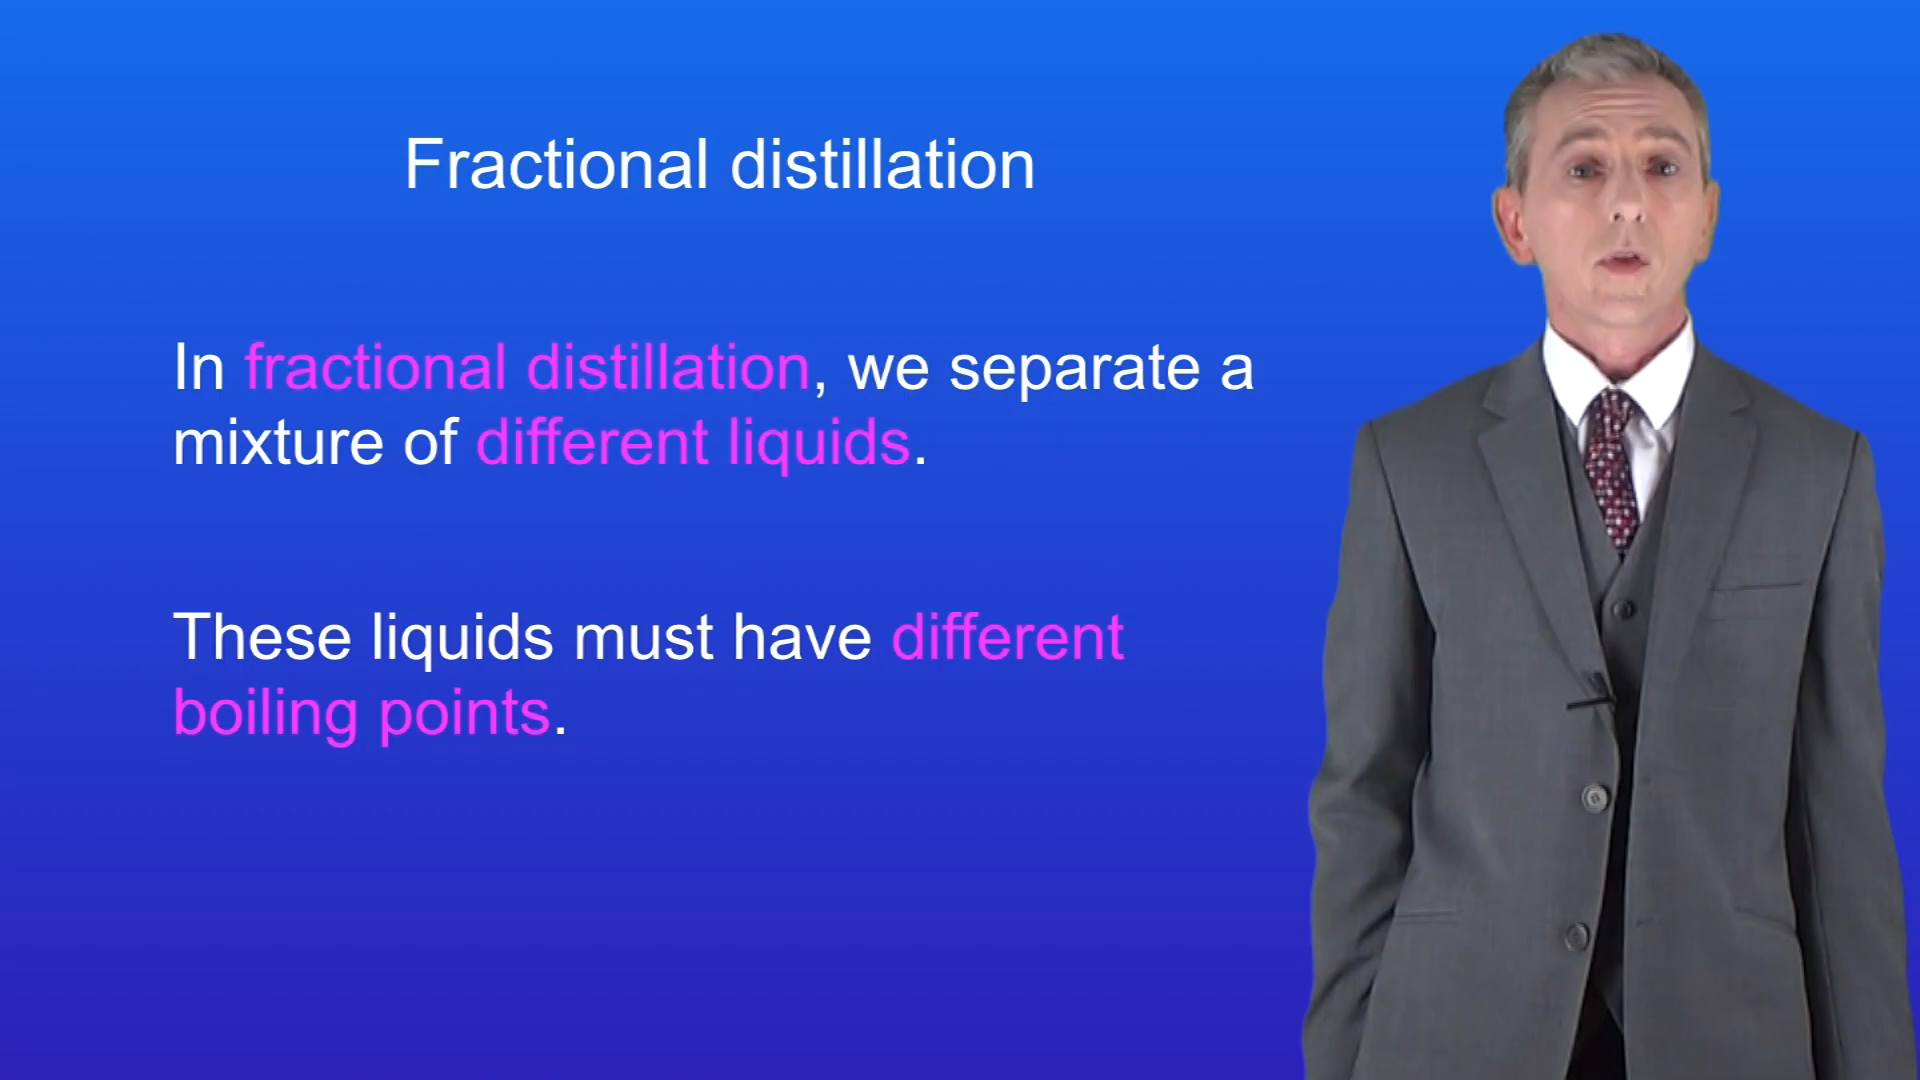 Fractional distillation
In fractional distillation, we separate a
mixture of different liquids.
These liquids must have different
boiling points.